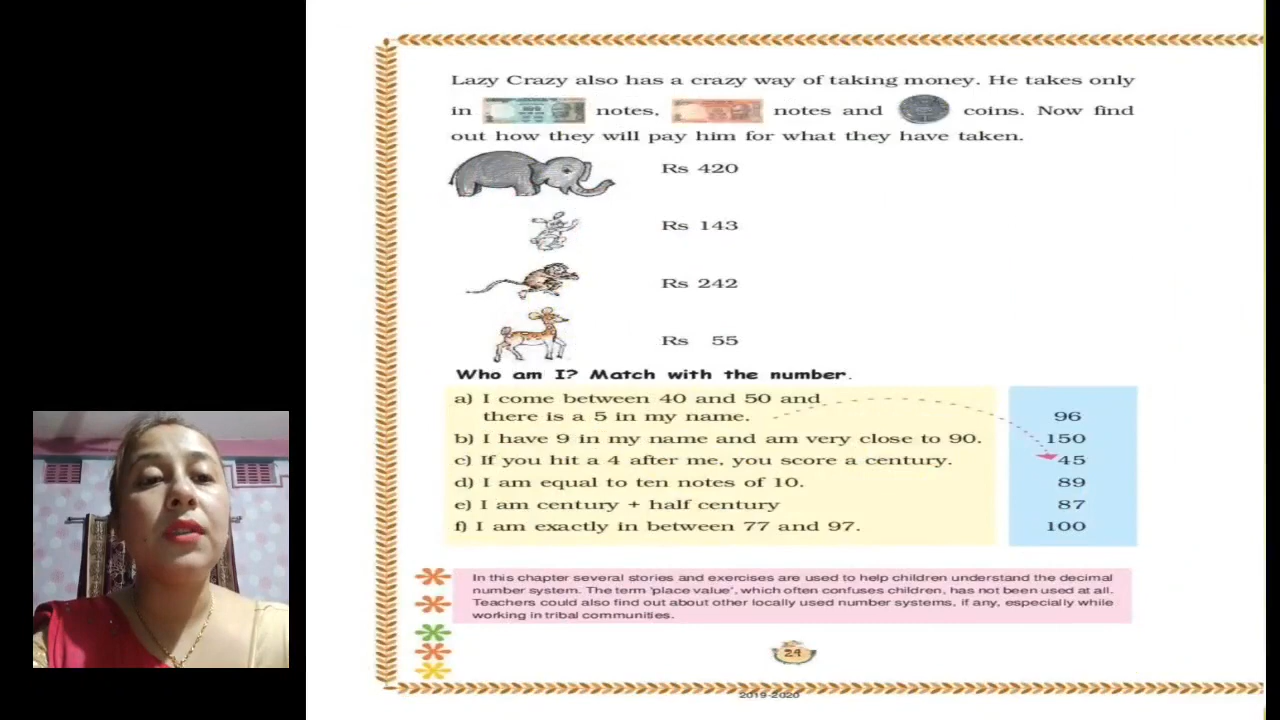 Lazy Crazy also has a crazy way of taking money. He takes only
in notes, notes and coins. Now find
out how they will pay him for what they have taken.
Rs 420
Rs 143
Rs 242
Rs 55
Who am I? Match with the number.
a) I come between 40 and 50 and
there is a 5 in my name.
96
b) I have 9 in my name and am very close to 90.
150
c) If you hit a 4 after me, you score a century.
45
d) I am equal to ten notes of 10.
89
e) I am century + half century
87
f) I am exactly in between 77 and 97.
100
In this chapter several stories and exercises are used to help children understand the decimal
number system. The term 'place value', which often confuses children, has not been used at all.
Teachers could also find out about other locally used number systems, if any, especially while
working in tribal communities.
24
2019-2020